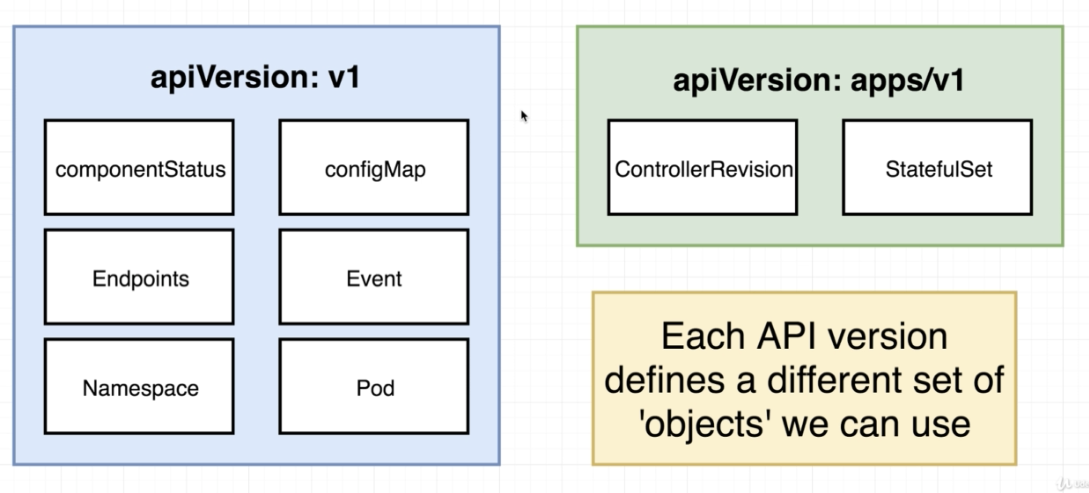 apiVersion: v1
componentStatus
configMap
Endpoints
Event
Namespace
Pod
apiVersion: apps/v1
ControllerRevision
StatefulSet
Each API version
defines a different set of
'objects' we can use